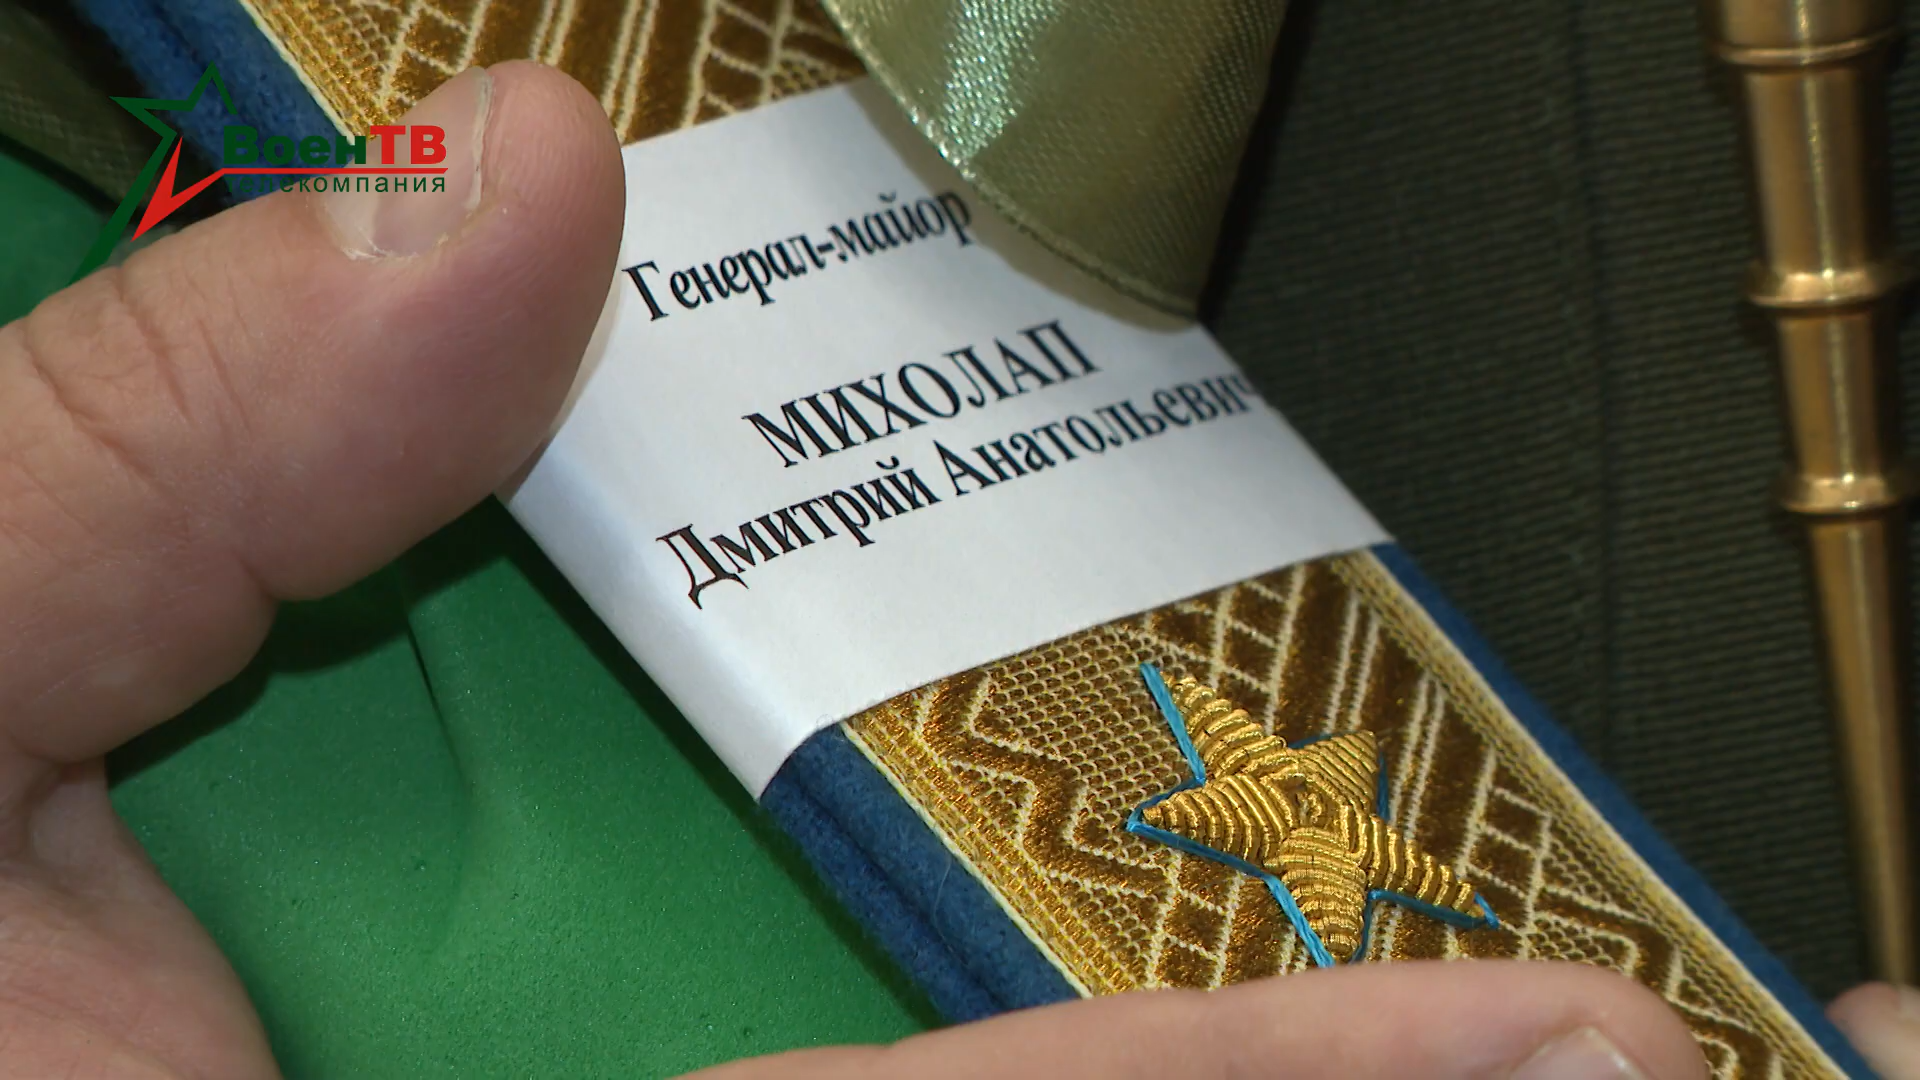 ВоенТВ
телекомпания
Генерал-майор
МИХОЛАП
Дмитрий Анатольевич